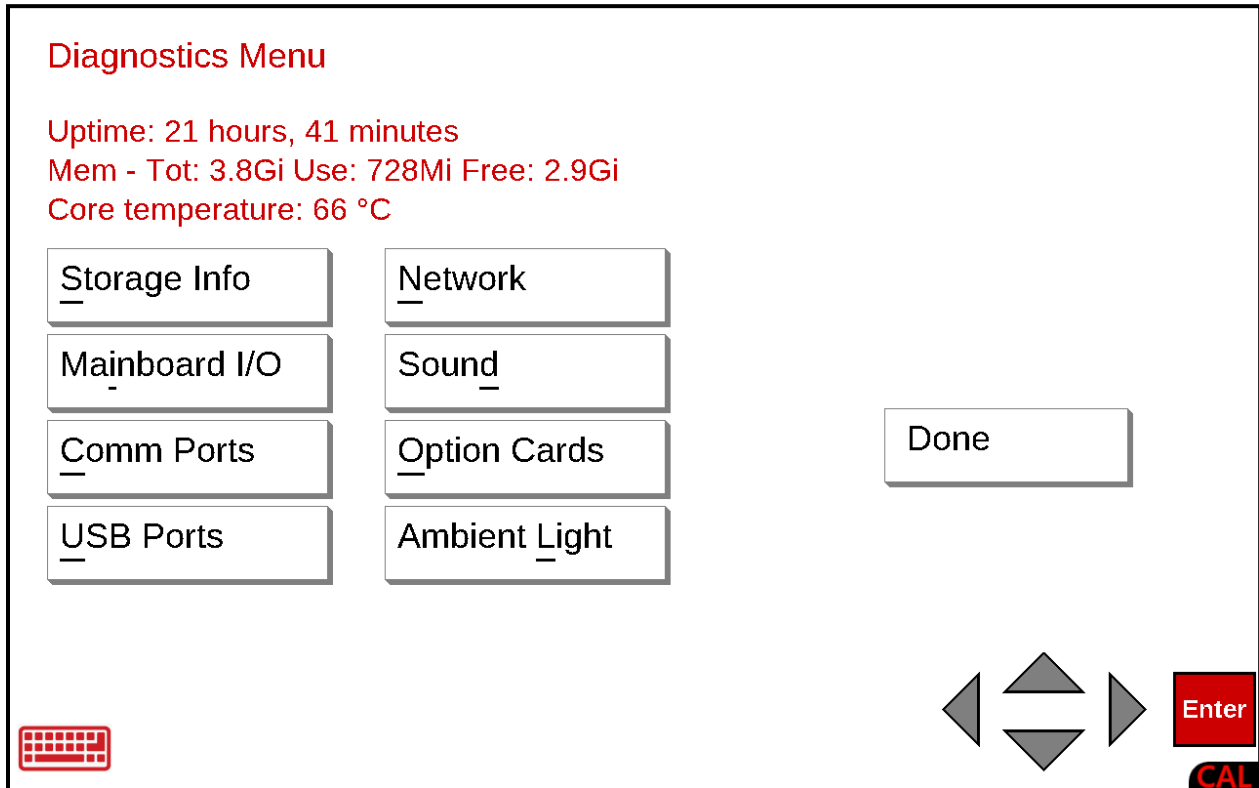 Diagnostics Menu
Uptime: 21 hours, 41 minutes
Mem - Tot: 3.8Gi Use: 728Mi Free: 2.9Gi
Core temperature: 66 °C
Storage Info
Network
Mainboard I/O
Sound
Comm Ports
Option Cards
Done
USB Ports
Ambient Light
Enter
CAL